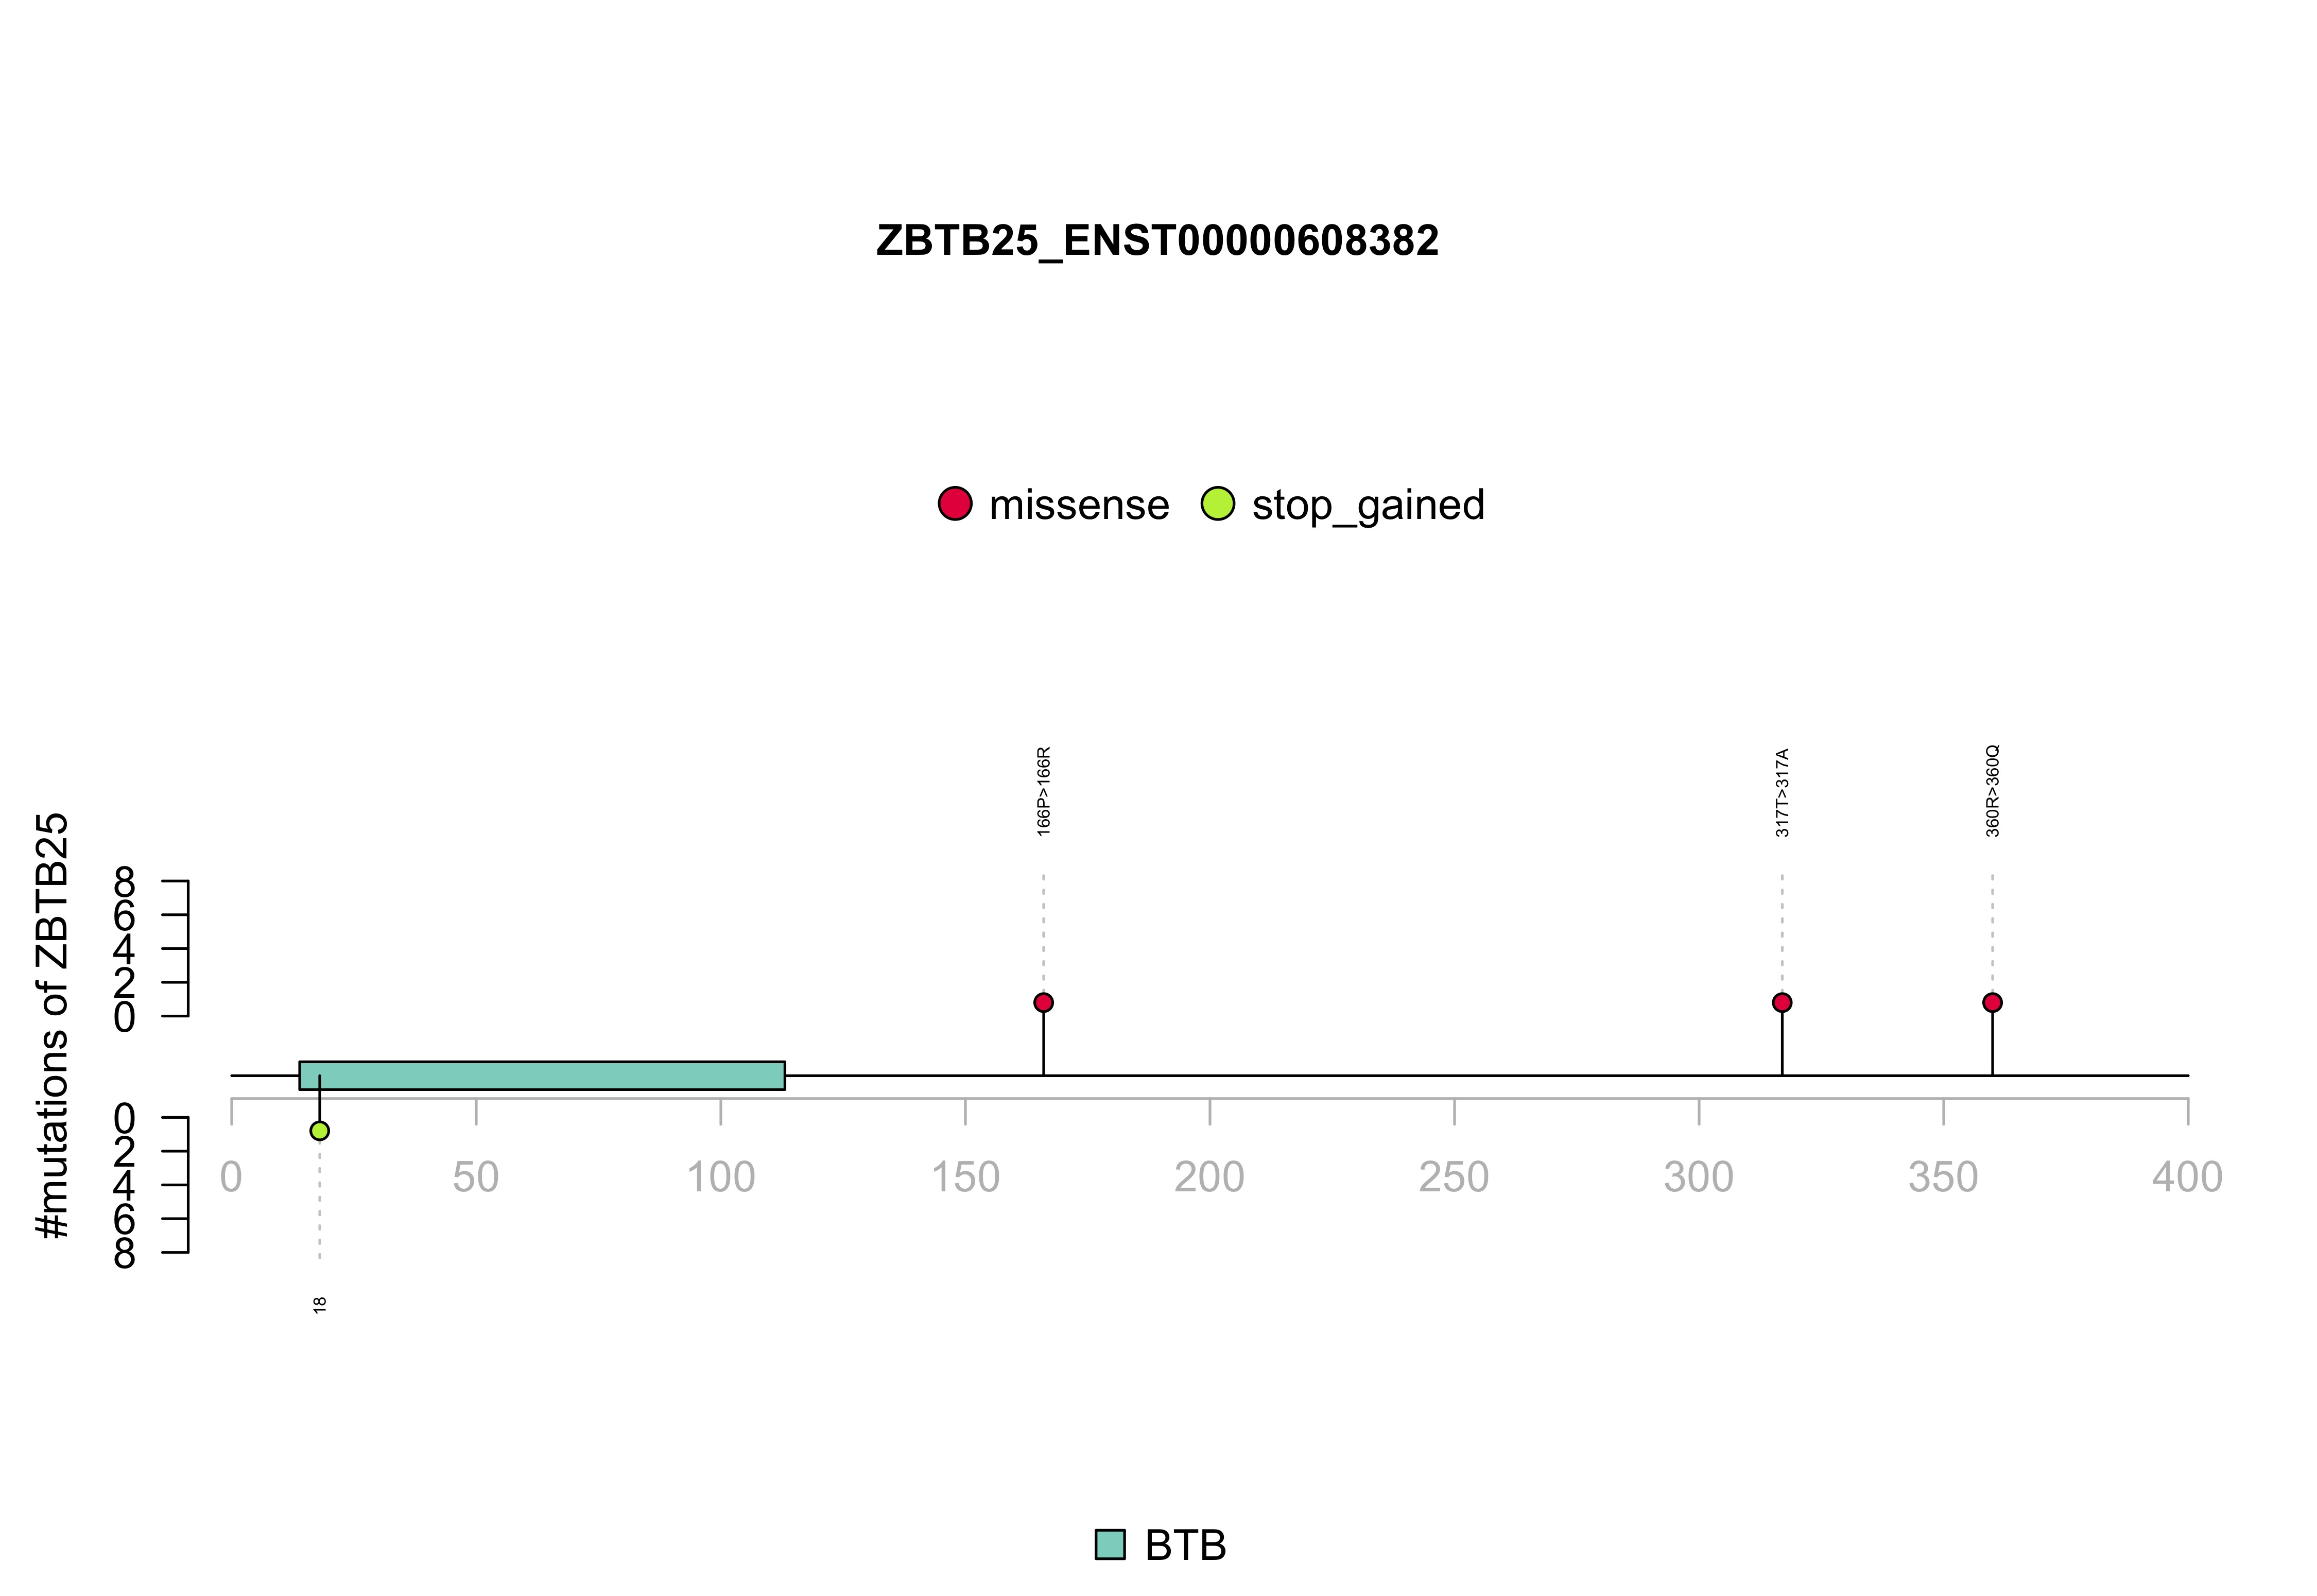 ZBTB25_ENST00000608382
missense stop_gained
166P>166R
317T>317A
360R>360Q
#mutations of ZBTB25
8
6
4
2
0
0
2
4
6
8
0 50 100 150 200 250 300 350 400
18
BTB